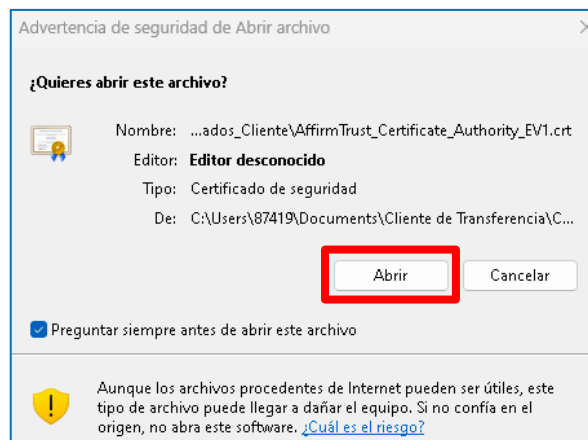 Advertencia de seguridad de Abrir archivo
¿Quieres abrir este archivo?
Nombre: ...ados_Cliente\AffirmTrust_Certificate_Authority_EV1.crt
Editor: Editor desconocido
Tipo: Certificado de seguridad
De: C:\Users\87419\Documents\Cliente de Transferencia\C...
Abrir Cancelar
Preguntar siempre antes de abrir este archivo
Aunque los archivos procedentes de Internet pueden ser útiles, este
tipo de archivo puede llegar a dañar el equipo. Si no confía en el
origen, no abra este software. ¿Cuál es el riesgo?